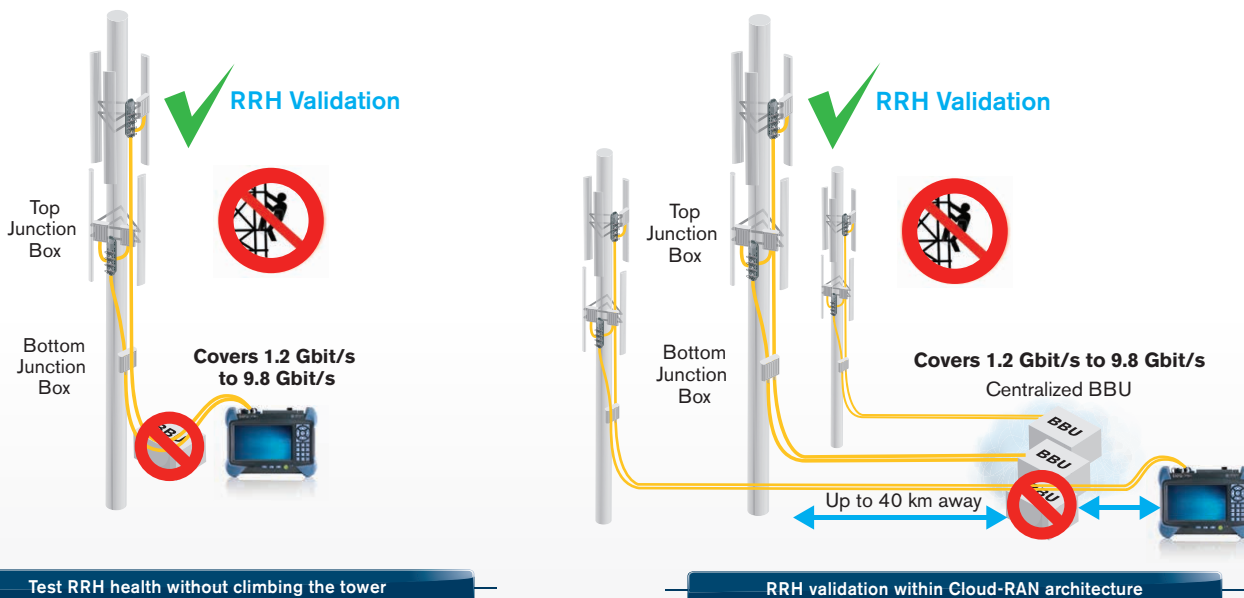 RRH Validation
Top
Junction
Box
Bottom
Junction
Box
Covers 1.2 Gbit/s
to 9.8 Gbit/s
BBU
Test RRH health without climbing the tower
RRH Validation
Top
Junction
Box
Bottom
Junction
Box
Covers 1.2 Gbit/s to 9.8 Gbit/s
Centralized BBU
BBU
BBU
BBU
Up to 40 km away
RRH validation within Cloud-RAN architecture